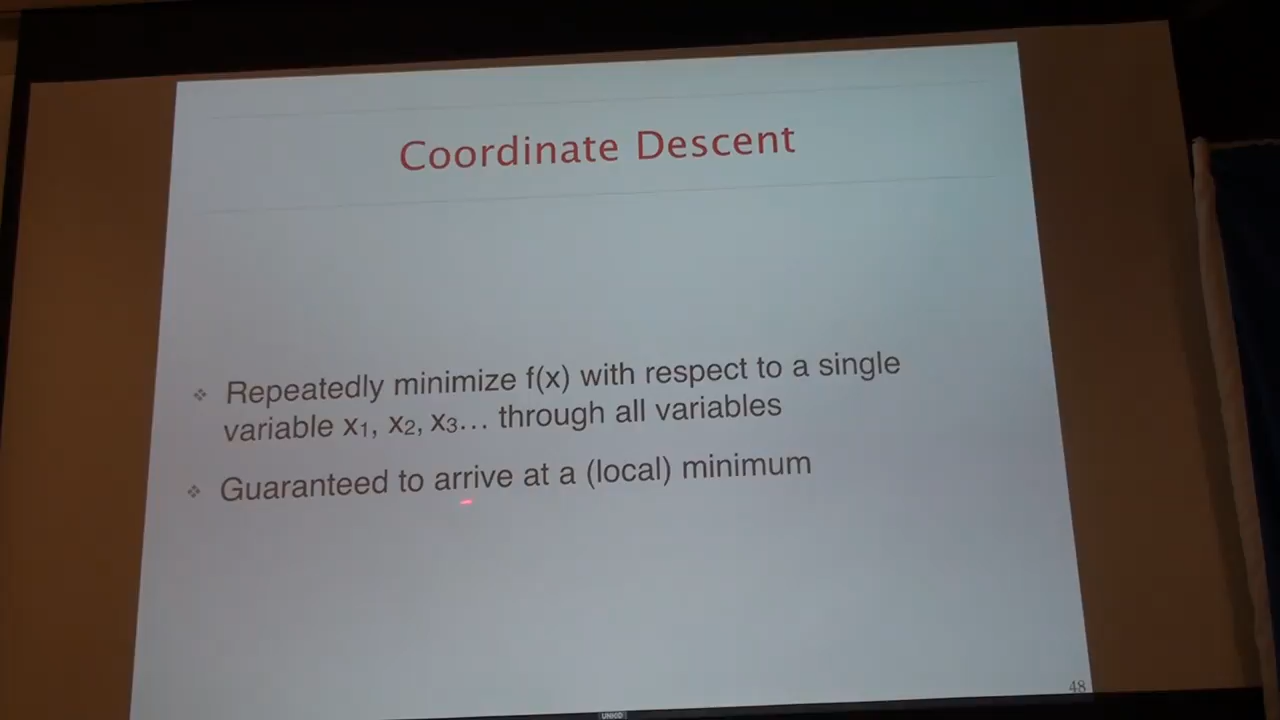 Coordinate Descent
Repeatedly minimize f(x) with respect to a single
variable x₁, x₂, x₃... through all variables
Guaranteed to arrive at a (local) minimum
48